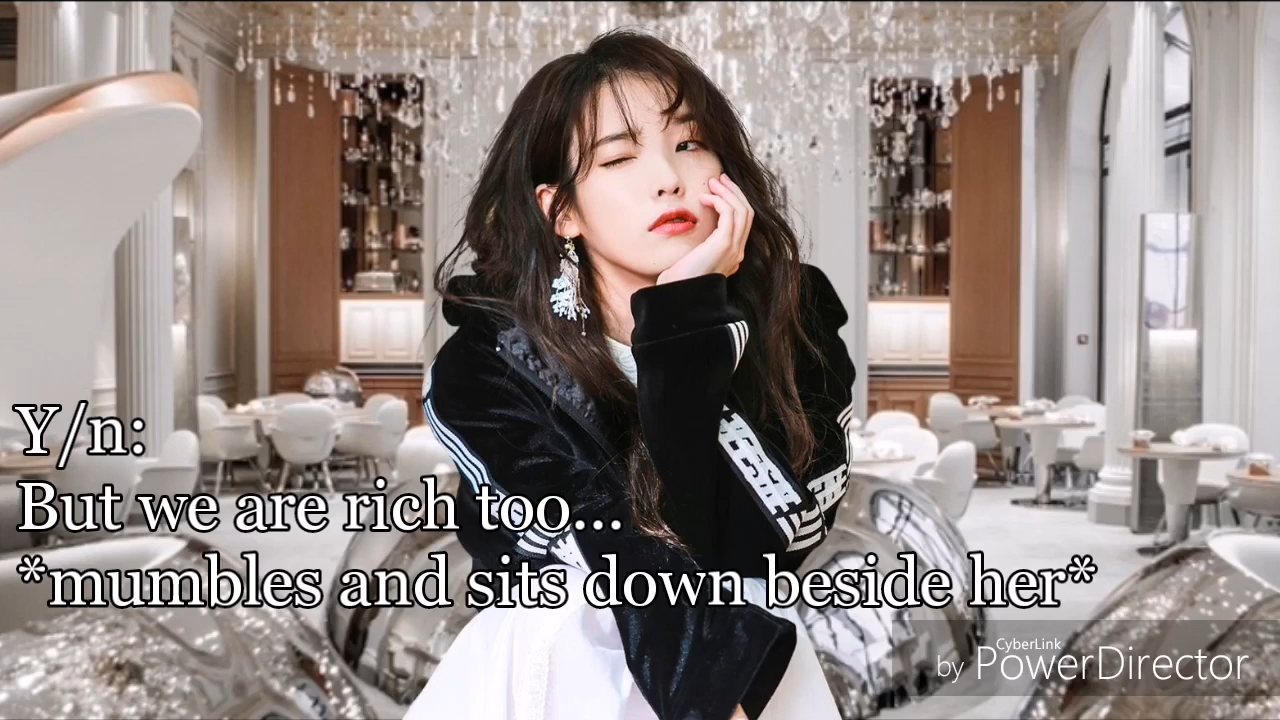 Y/n:
But we are rich too...
*mumbles and sits down beside her*
CyberLink
by PowerDirector